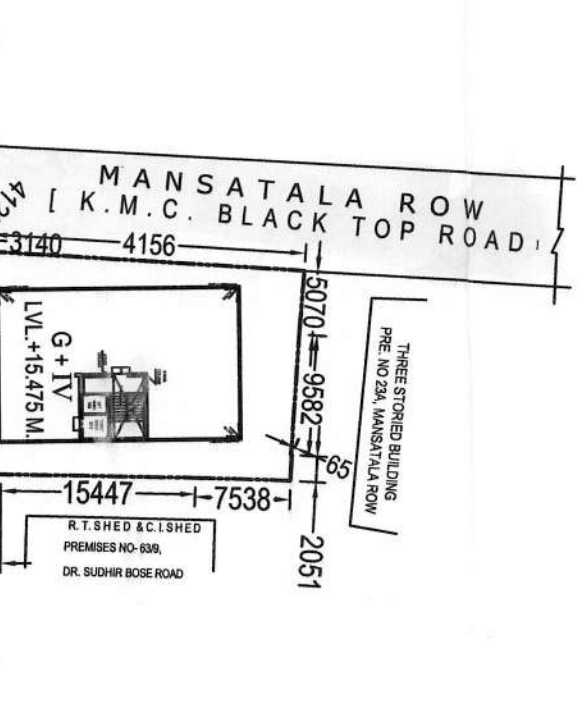 MANSATALA ROW
[ K.M.C. BLACK TOP ROAD
412
3140
4156
5070
9582
65
2051
G + IV
LVL.+15.475 M.
THREE STORIED BUILDING
PRE. NO 23A, MANSATALA ROW
15447
7538
R.T.SHED & C.I.SHED
PREMISES NO- 63/9,
DR. SUDHIR BOSE ROAD